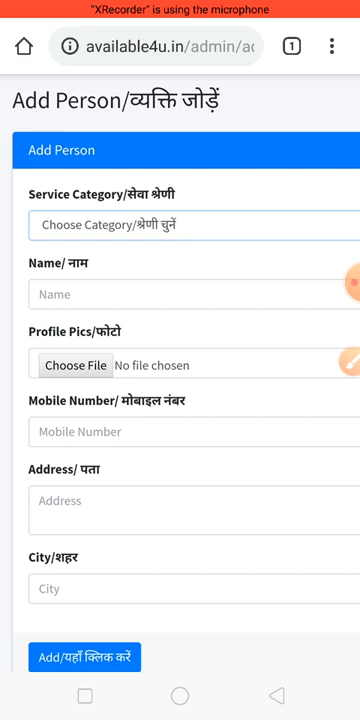 "XRecorder" is using the microphone
available4u.in/admin/ad
1
Add Person/व्यक्ति जोड़ें
Add Person
Service Category/सेवा श्रेणी
Choose Category/श्रेणी चुनें
Name/ नाम
Name
Profile Pics/फोटो
Choose File No file chosen
Mobile Number/ मोबाइल नंबर
Mobile Number
Address/ पता
Address
City/शहर
City
Add/यहाँ क्लिक करें